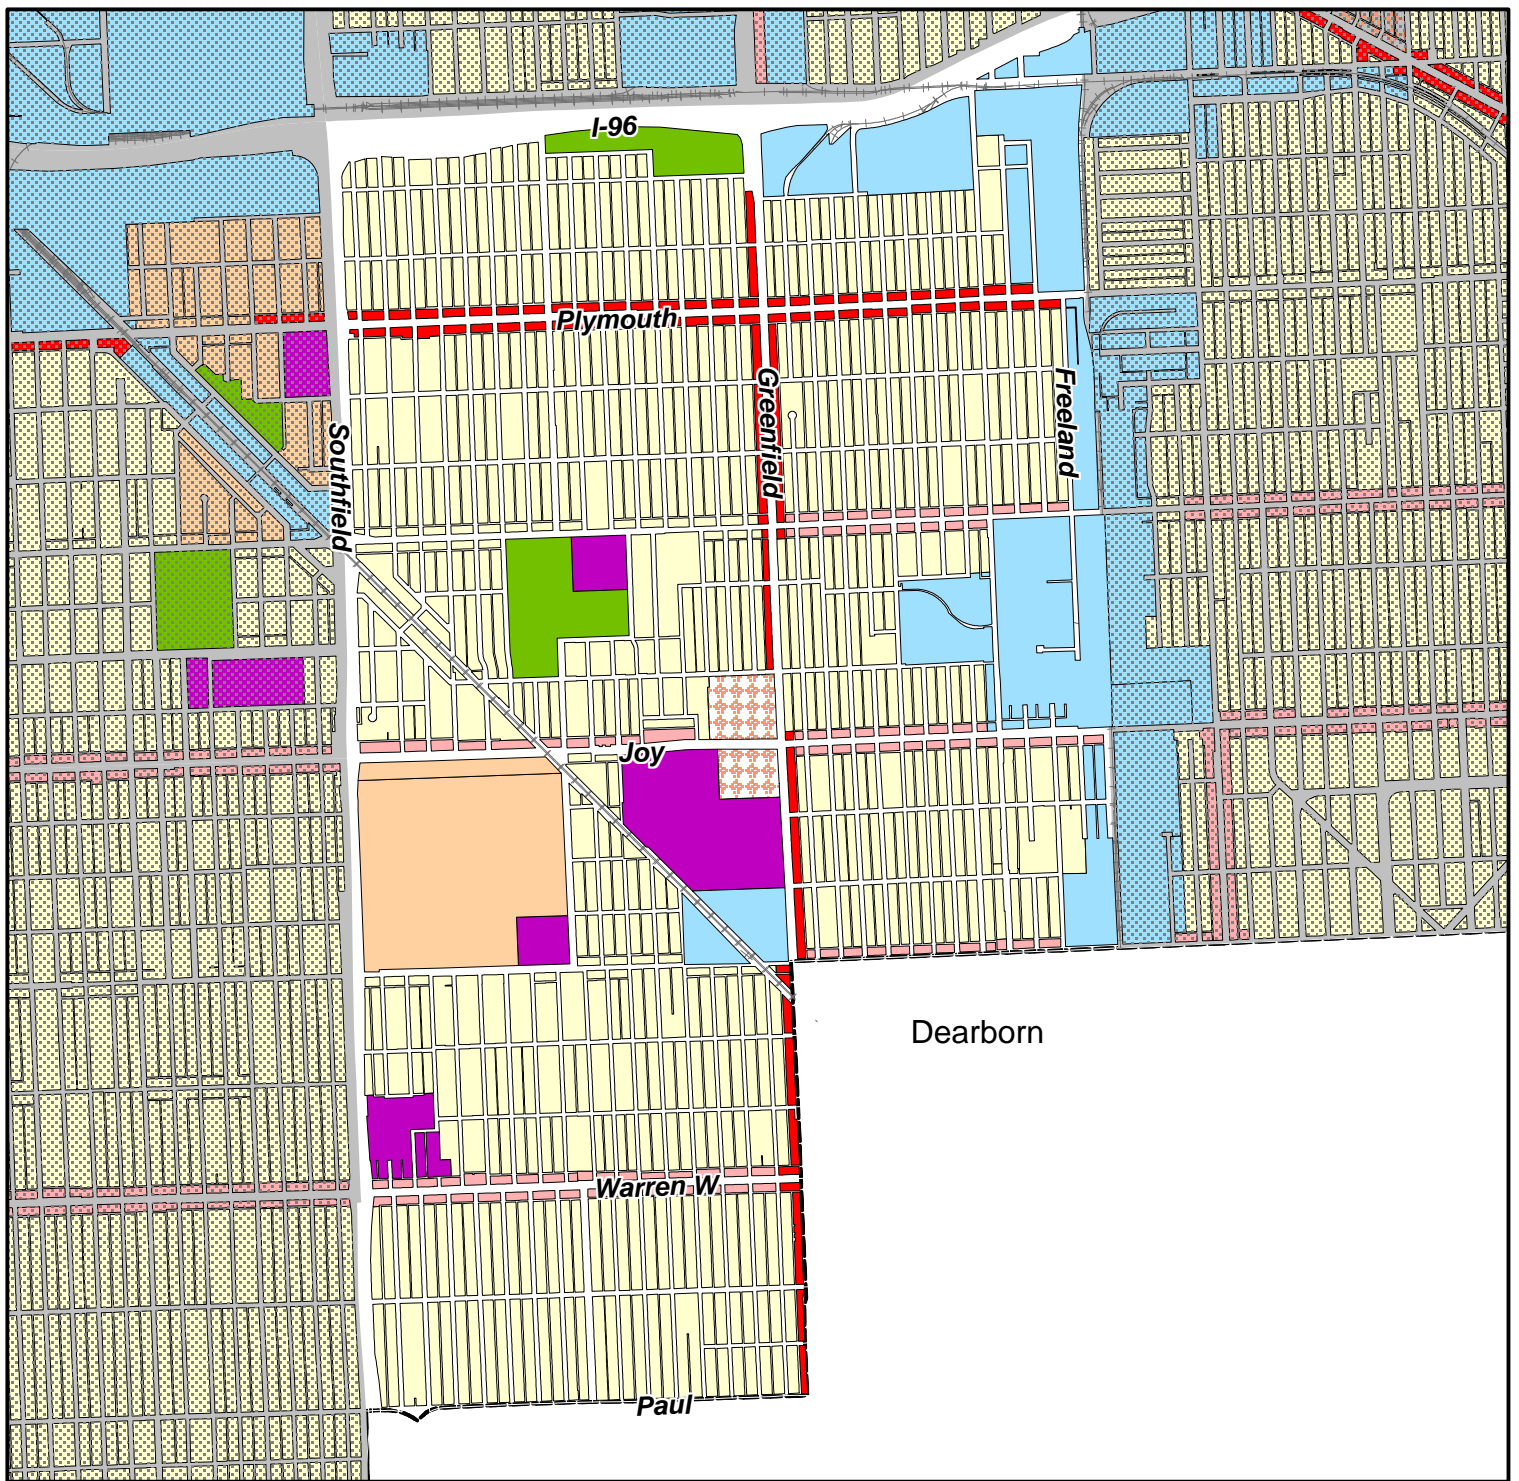 I-96
Plymouth
Greenfield
Freeland
Southfield
Joy
Dearborn
Warren W
Paul